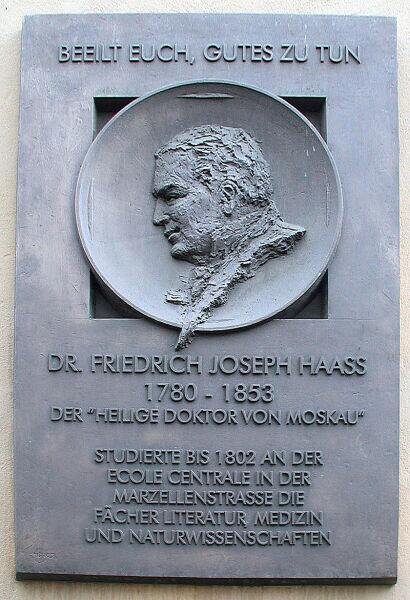 BEEILT EUCH, GUTES ZU TUN
DR. FRIEDRICH JOSEPH HAASS
1780 - 1853
DER "HEILIGE DOKTOR VON MOSKAU"
STUDIERTE BIS 1802 AN DER
ECOLE CENTRALE IN DER
MARZELLENSTRASSE DIE
FÄCHER LITERATUR, MEDIZIN
UND NATURWISSENSCHAFTEN